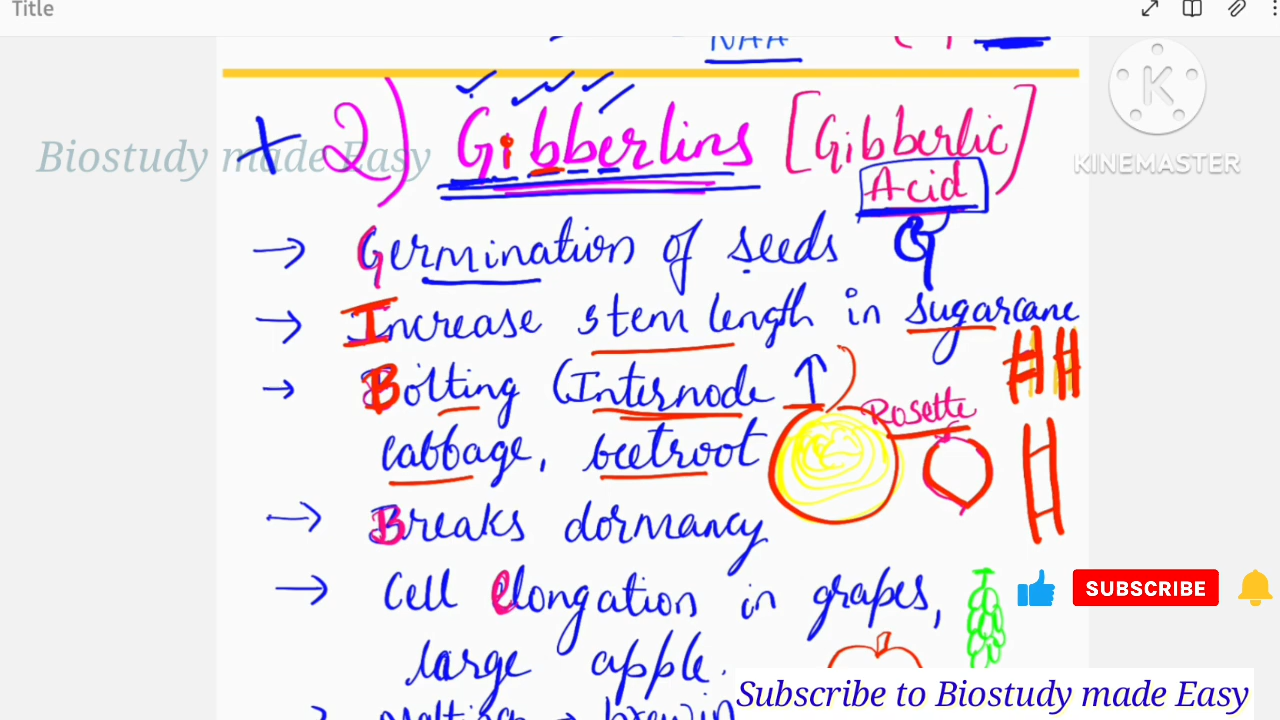 Title
NAA
+ 2) Gibberlins [Gibberlic Acid]
Biostudy made Easy
K
KINEMASTER
→ Germination of seeds
→ Increase stem length in sugarcane
→ Bolting (Internode ↑)
Rosette
cabbage, beetroot
→ Breaks dormancy
→ Cell elongation in grapes,
SUBSCRIBE
large apple.
Subscribe to Biostudy made Easy